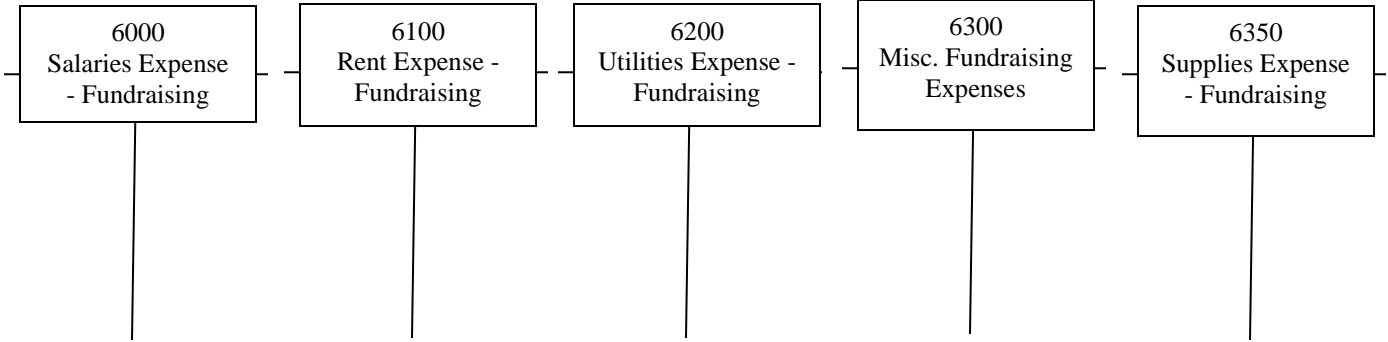 6000
Salaries Expense
- Fundraising
6100
Rent Expense -
Fundraising
6200
Utilities Expense -
Fundraising
6300
Misc. Fundraising
Expenses
6350
Supplies Expense
- Fundraising